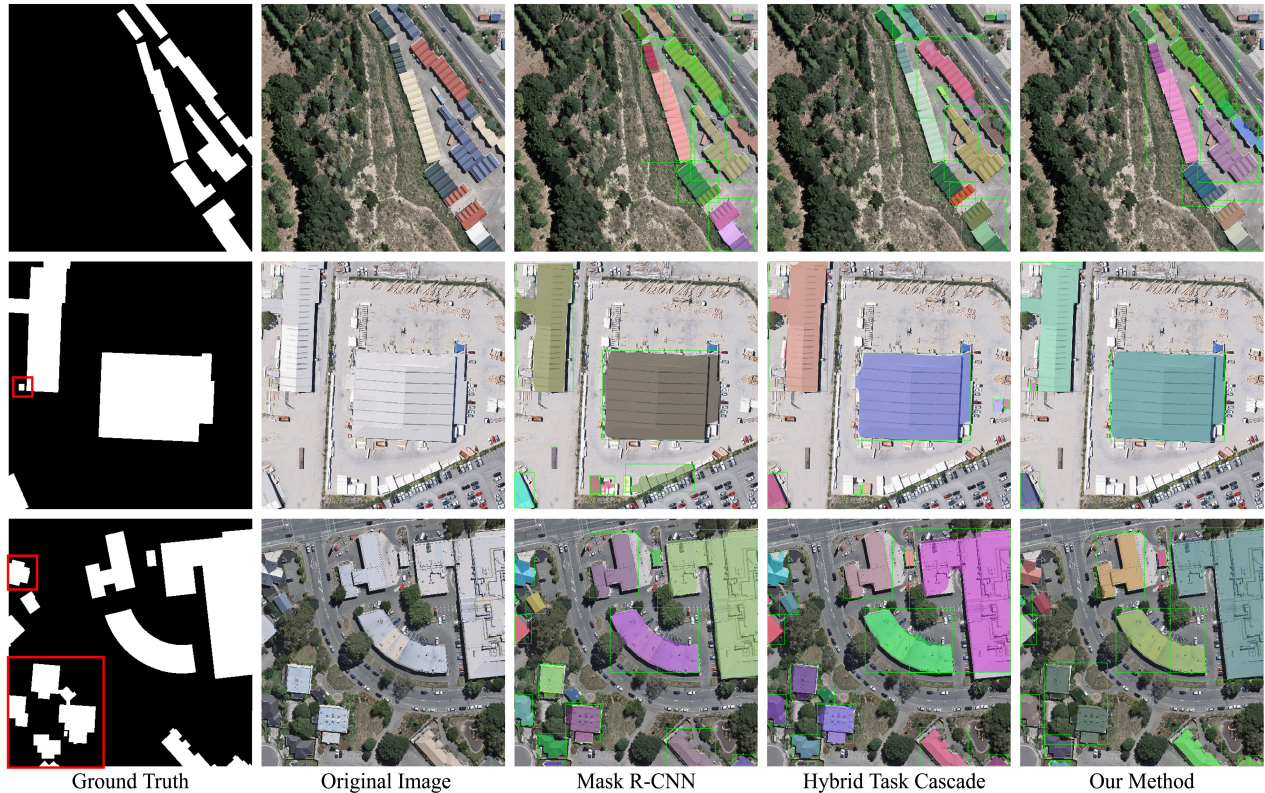 Ground Truth
Original Image
Mask R-CNN
Hybrid Task Cascade
Our Method